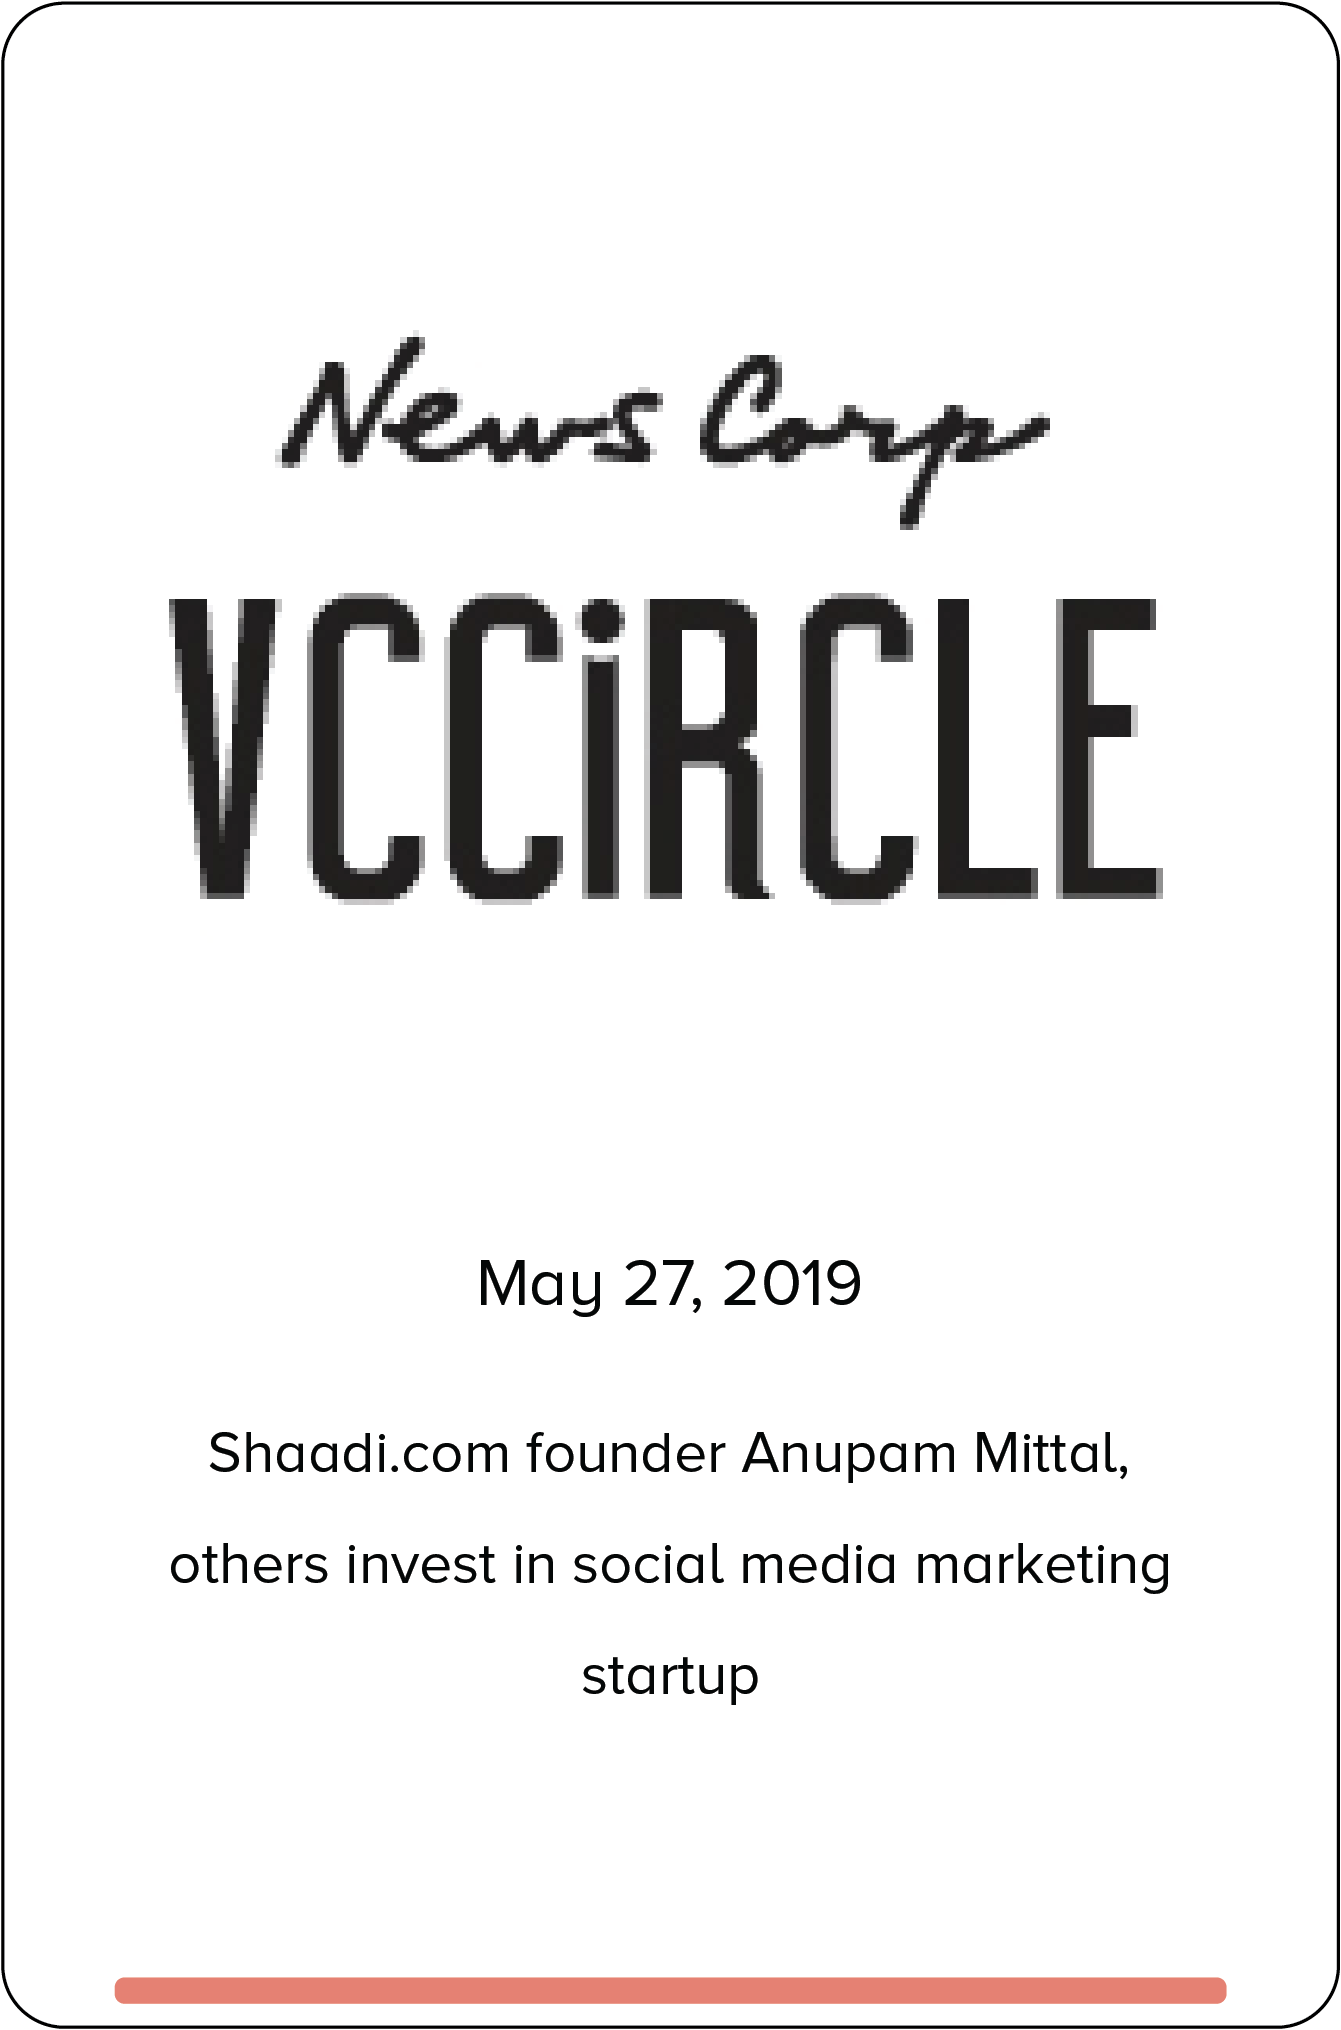 News Corp
VCCiRCLE
May 27, 2019
Shaadi.com founder Anupam Mittal,
others invest in social media marketing
startup